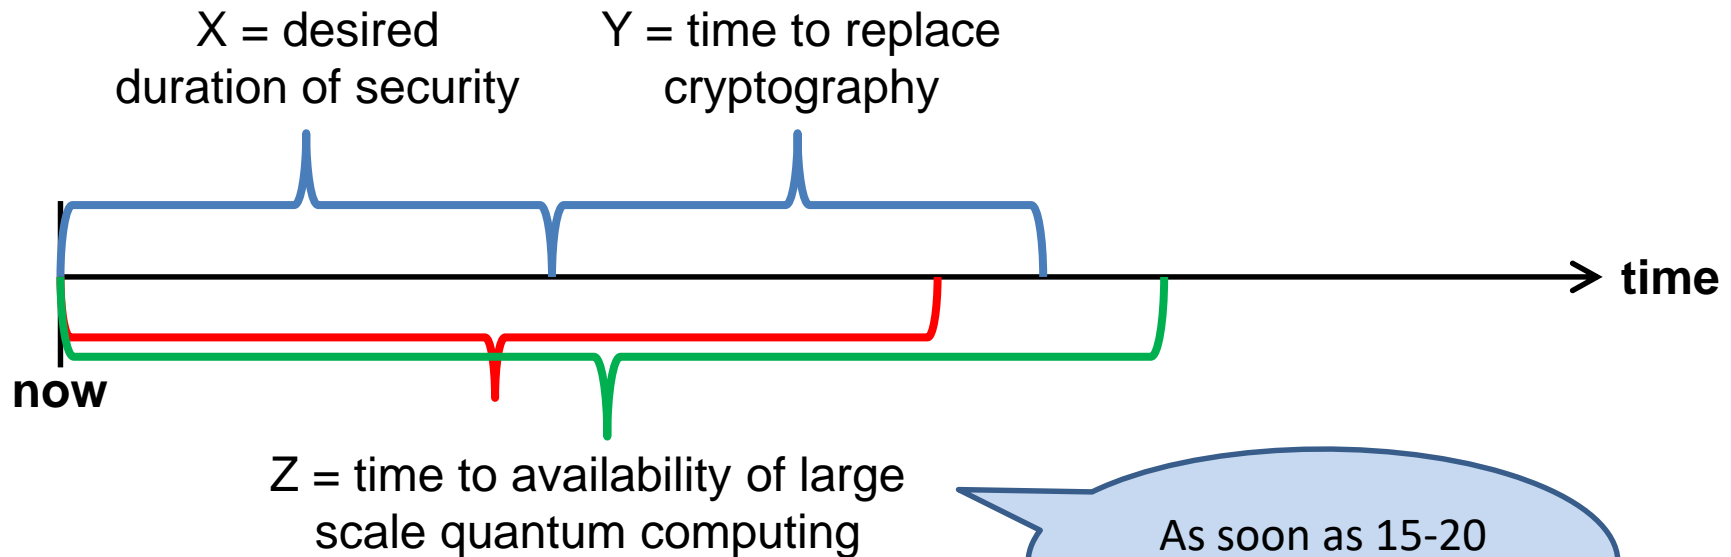 X = desired
duration of security
Y = time to replace
cryptography
time
now
Z = time to availability of large
scale quantum computing
As soon as 15-20